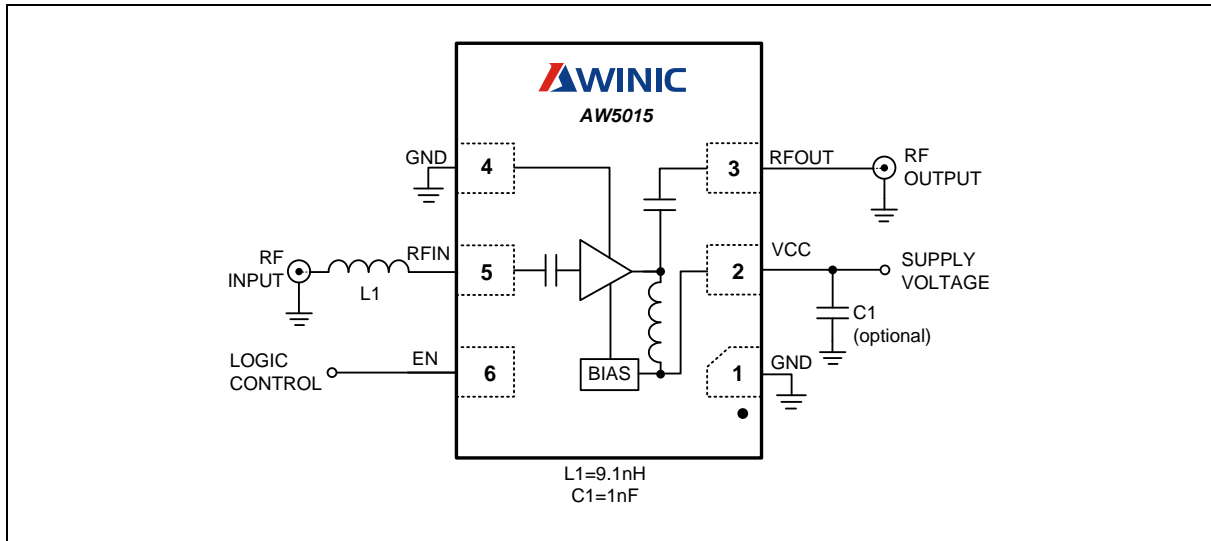 AWINIC
AW5015
GND
4
3
RFOUT
RF
OUTPUT
RF
INPUT
L1
RFIN
5
2
VCC
SUPPLY
VOLTAGE
C1
(optional)
LOGIC
CONTROL
EN
6
BIAS
1
GND
L1=9.1nH
C1=1nF